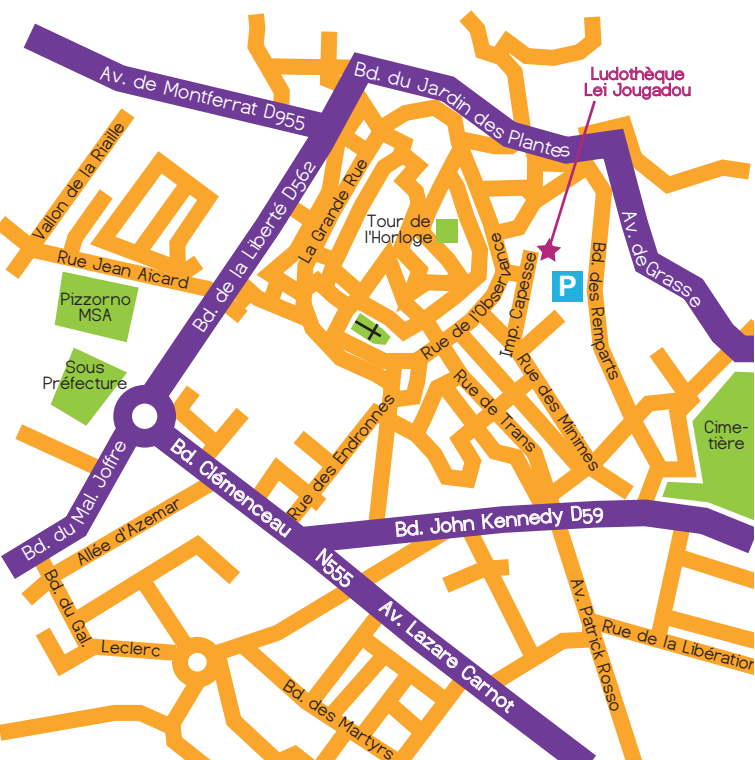 Av. de Montferrat D955
Bd. du Jardin des Plantes
Ludothèque
Lei Jougadou
Vallon de la Riaille
La Grande Rue
Bd. de la Liberté D562
Tour de
l'Horloge
Rue Jean Aicard
Av. de Grasse
Rue de l'Observance
Imp. Capesse
Bd. des Remparts
P
Pizzorno
MSA
Sous
Préfecture
Rue de Trans
Rue des Minimes
Rue des Endronnes
Cime-
tière
Bd. du Mal. Joffre
Bd. Clémenceau
Allée d'Azemar
Bd. John Kennedy D59
N555
Bd. du Gal.
Leclerc
Av. Lazare Carnot
Av. Patrick Rosso
Rue de la Libération
Bd. des Martyrs